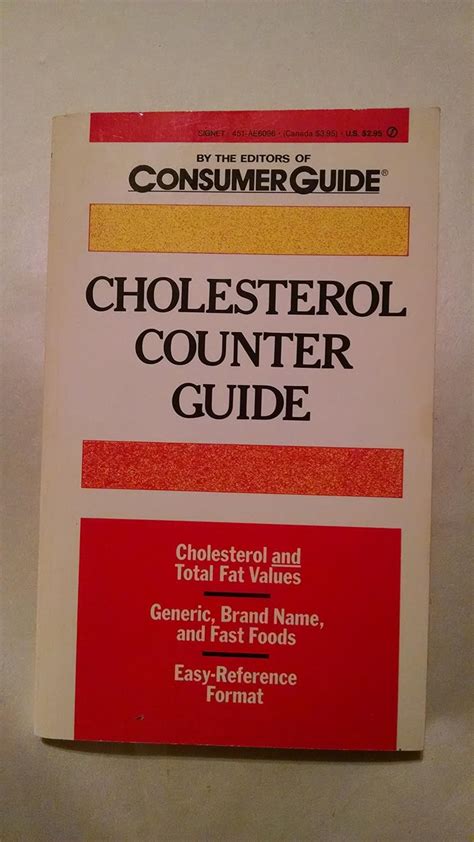 SIGNET • 451-AE6096 • (Canada $3.95) • U.S. $2.95
BY THE EDITORS OF
CONSUMER GUIDE®
CHOLESTEROL
COUNTER
GUIDE
Cholesterol and
Total Fat Values
Generic, Brand Name,
and Fast Foods
Easy-Reference
Format